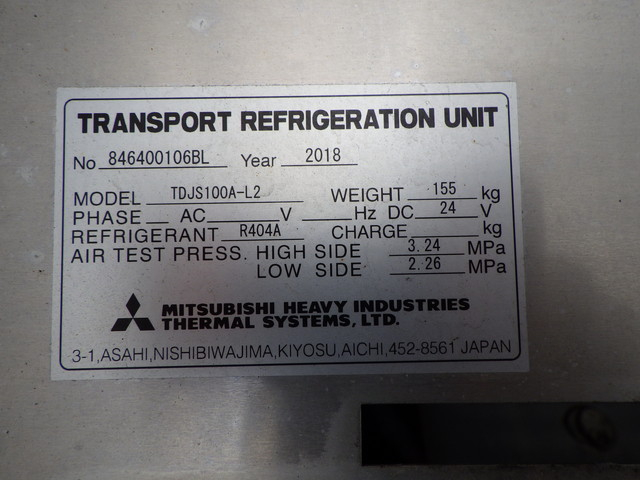 TRANSPORT REFRIGERATION UNIT
No 846400106BL Year 2018
MODEL TDJS100A-L2 WEIGHT 155 kg
PHASE AC V Hz DC 24 V
REFRIGERANT R404A CHARGE kg
AIR TEST PRESS. HIGH SIDE 3.24 MPa
LOW SIDE 2.26 MPa
MITSUBISHI HEAVY INDUSTRIES
THERMAL SYSTEMS, LTD.
3-1,ASAHI,NISHIBIWAJIMA,KIYOSU,AICHI,452-8561 JAPAN